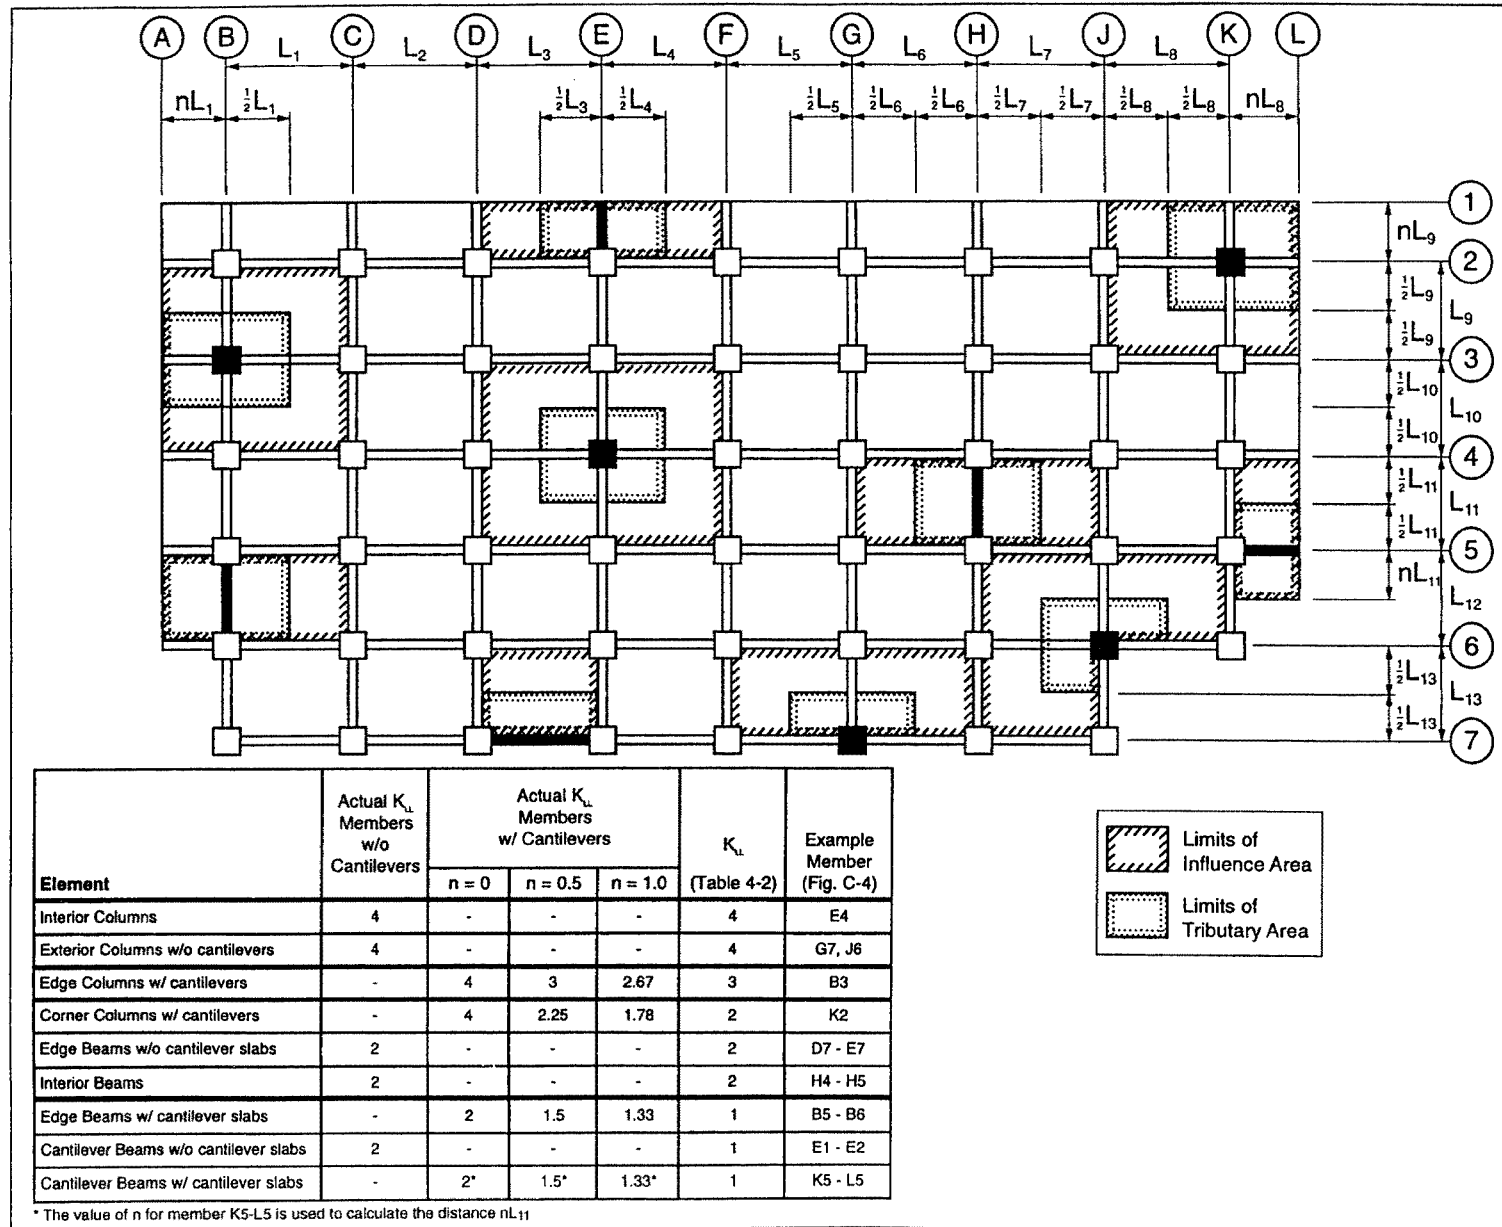 A B C D E F G H J K L
L1 L2 L3 L4 L5 L6 L7 L8
nL1 ½L1 ½L3 ½L4 ½L5 ½L6 ½L6 ½L7 ½L7 ½L8 ½L8 nL8
1
nL9
2
½L9
L9
½L9
3
½L10
L10
½L10
4
½L11
L11
½L11
5
nL11
L12
6
½L13
L13
½L13
7
Element
Actual KLL
Members
w/o
Cantilevers
Actual KLL
Members
w/ Cantilevers
n = 0 n = 0.5 n = 1.0
KLL
(Table 4-2)
Example
Member
(Fig. C-4)
Interior Columns 4 - - - 4 E4
Exterior Columns w/o cantilevers 4 - - - 4 G7, J6
Edge Columns w/ cantilevers - 4 3 2.67 3 B3
Corner Columns w/ cantilevers - 4 2.25 1.78 2 K2
Edge Beams w/o cantilever slabs 2 - - - 2 D7 - E7
Interior Beams 2 - - - 2 H4 - H5
Edge Beams w/ cantilever slabs - 2 1.5 1.33 1 B5 - B6
Cantilever Beams w/o cantilever slabs 2 - - - 1 E1 - E2
Cantilever Beams w/ cantilever slabs - 2* 1.5* 1.33* 1 K5 - L5
* The value of n for member K5-L5 is used to calculate the distance nL11
Limits of
Influence Area
Limits of
Tributary Area